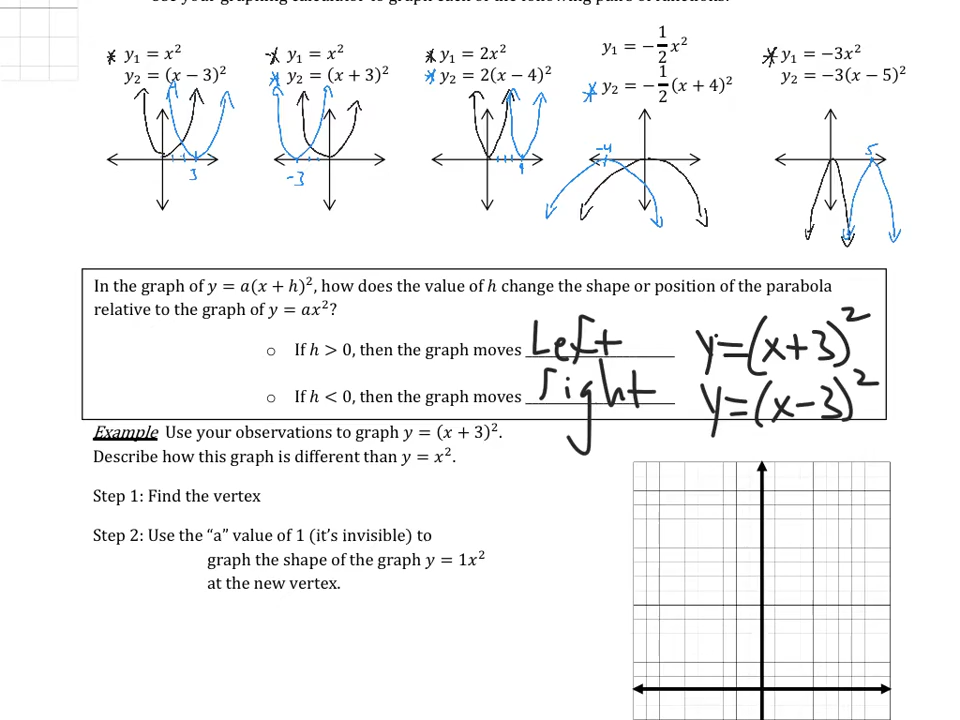 y₁ = x²
y₂ = (x − 3)²
y₁ = x²
y₂ = (x + 3)²
y₁ = 2x²
y₂ = 2(x − 4)²
y₁ = −1/2 x²
y₂ = −1/2 (x + 4)²
y₁ = −3x²
y₂ = −3(x − 5)²
3
-3
4
-4
5
In the graph of y = a(x + h)², how does the value of h change the shape or position of the parabola
relative to the graph of y = ax²?
o If h > 0, then the graph moves Left y=(x+3)²
o If h < 0, then the graph moves right y=(x-3)²
Example Use your observations to graph y = (x + 3)².
Describe how this graph is different than y = x².
Step 1: Find the vertex
Step 2: Use the “a” value of 1 (it’s invisible) to
graph the shape of the graph y = 1x²
at the new vertex.